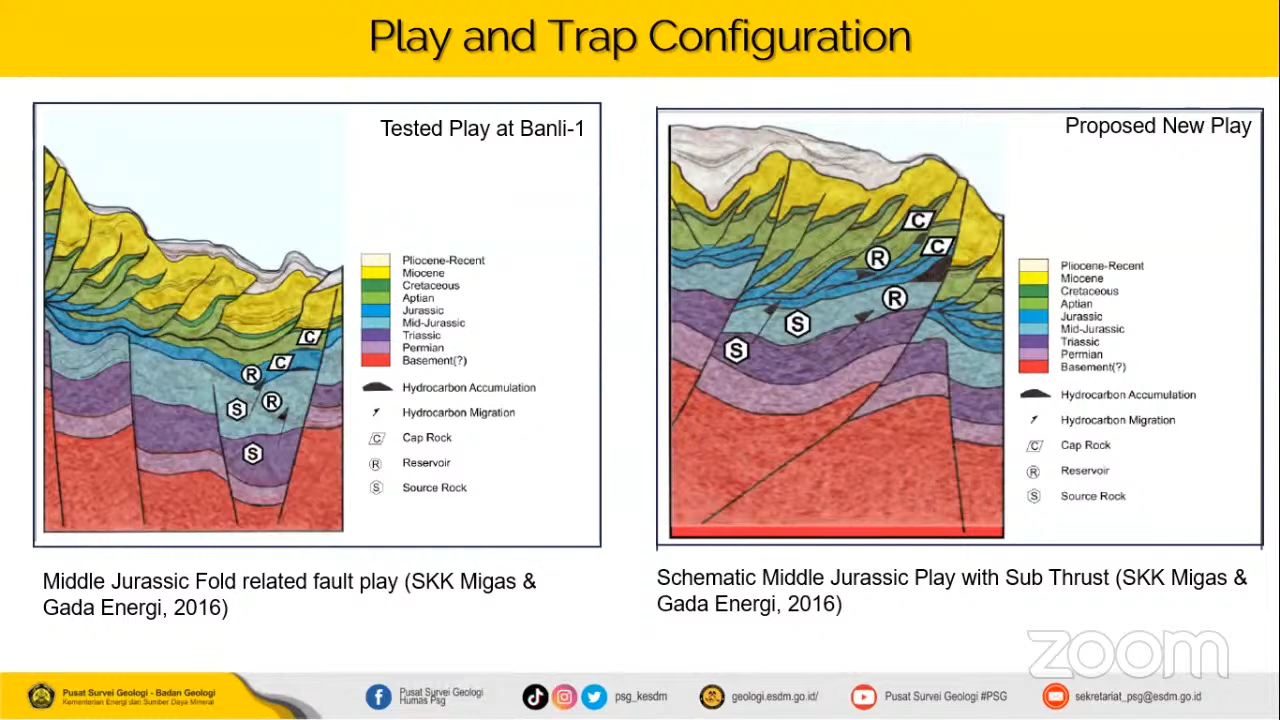 Play and Trap Configuration
Tested Play at Banli-1
C
C
R
R
S
S
Pliocene-Recent
Miocene
Cretaceous
Aptian
Jurassic
Mid-Jurassic
Triassic
Permian
Basement(?)
Hydrocarbon Accumulation
Hydrocarbon Migration
C Cap Rock
R Reservoir
S Source Rock
Middle Jurassic Fold related fault play (SKK Migas &
Gada Energi, 2016)
Proposed New Play
C
C
R
R
S
S
Pliocene-Recent
Miocene
Cretaceous
Aptian
Jurassic
Mid-Jurassic
Triassic
Permian
Basement(?)
Hydrocarbon Accumulation
Hydrocarbon Migration
C Cap Rock
R Reservoir
S Source Rock
Schematic Middle Jurassic Play with Sub Thrust (SKK Migas &
Gada Energi, 2016)
zoom
Pusat Survei Geologi - Badan Geologi
Kementerian Energi dan Sumber Daya Mineral
Pusat Survei Geologi
Humas Psg
psg_kesdm
geologi.esdm.go.id/
Pusat Survei Geologi #PSG
sekretariat_psg@esdm.go.id